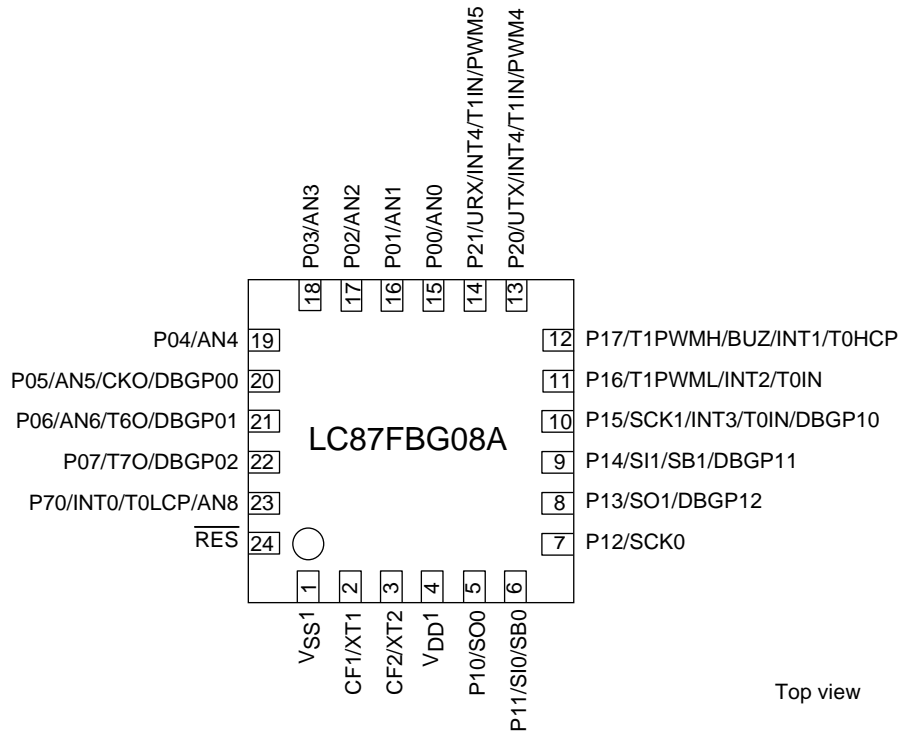 P03/AN3
P02/AN2
P01/AN1
P00/AN0
P21/URX/INT4/T1IN/PWM5
P20/UTX/INT4/T1IN/PWM4
18
17
16
15
14
13
P04/AN4 19
12 P17/T1PWMH/BUZ/INT1/T0HCP
P05/AN5/CKO/DBGP00 20
11 P16/T1PWML/INT2/T0IN
P06/AN6/T6O/DBGP01 21
10 P15/SCK1/INT3/T0IN/DBGP10
LC87FBG08A
P07/T7O/DBGP02 22
9 P14/SI1/SB1/DBGP11
P70/INT0/T0LCP/AN8 23
8 P13/SO1/DBGP12
RES 24
7 P12/SCK0
1
2
3
4
5
6
VSS1
CF1/XT1
CF2/XT2
VDD1
P10/SO0
P11/SI0/SB0
Top view